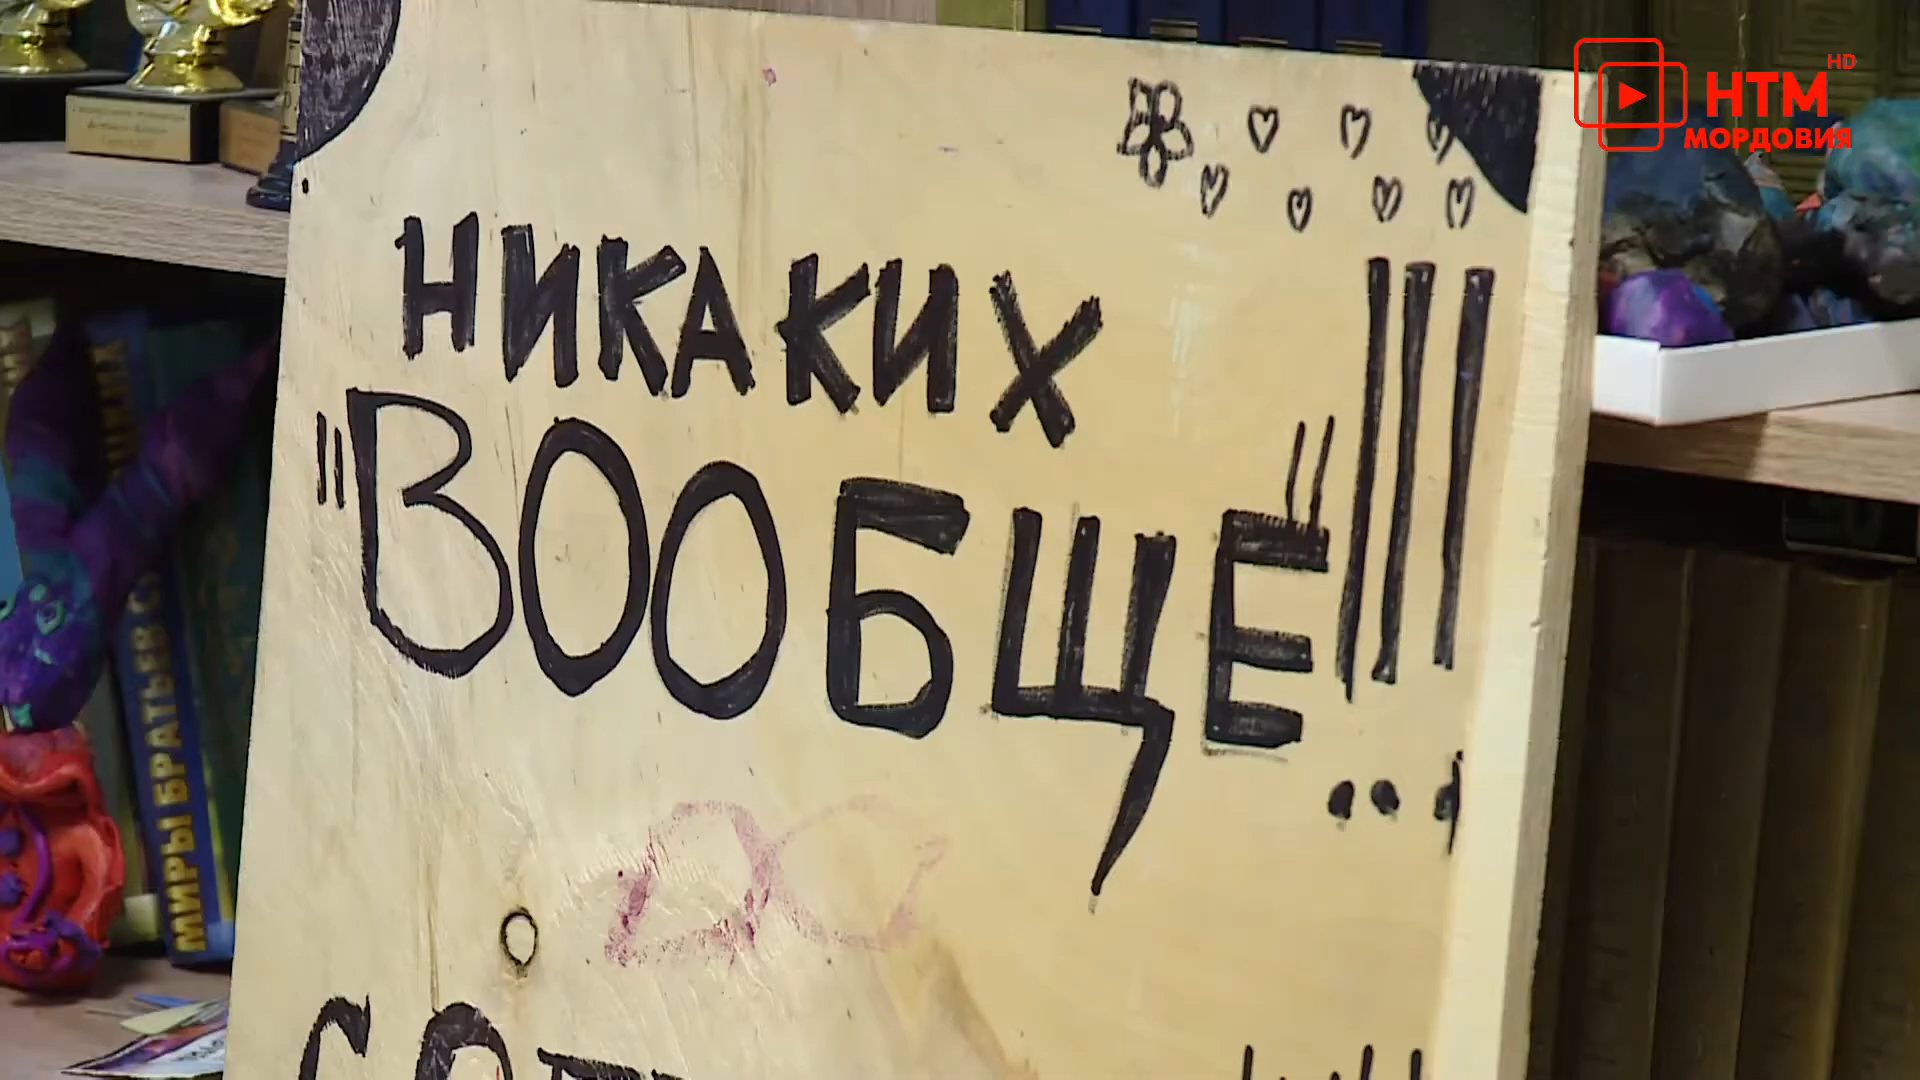 НИКАКИХ
"ВООБЩЕ"!!!
HD
НТМ
МОРДОВИЯ
МИРЫ БРАТЬЕВ С